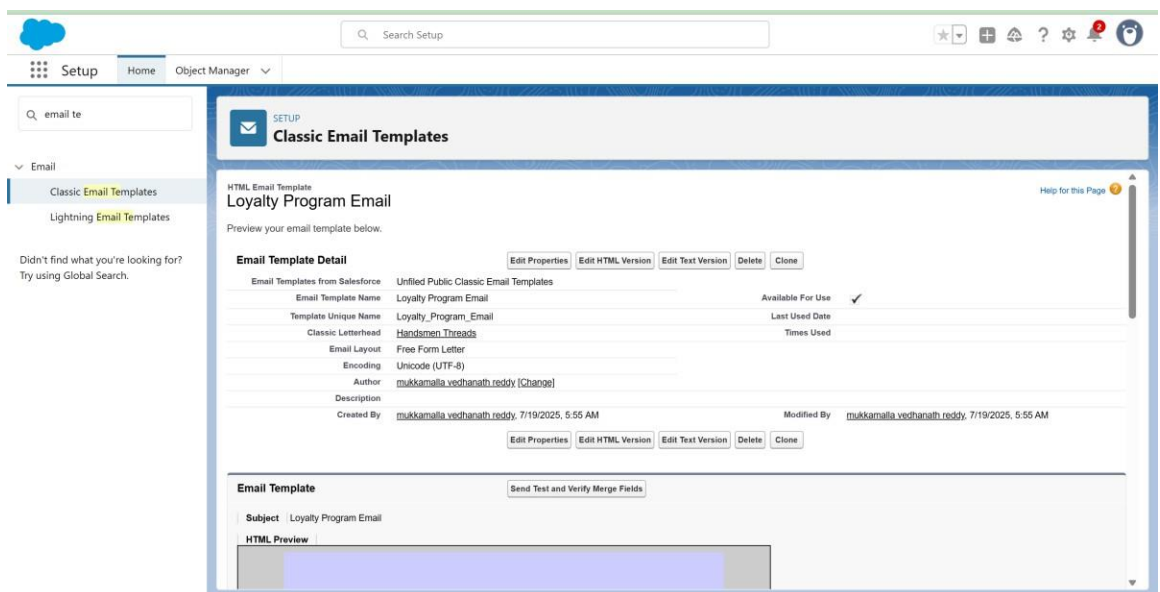 Search Setup
2
Setup Home Object Manager
email te
Email
Classic Email Templates
Lightning Email Templates
Didn't find what you're looking for?
Try using Global Search.
SETUP
Classic Email Templates
HTML Email Template
Loyalty Program Email
Help for this Page ?
Preview your email template below.
Email Template Detail Edit Properties Edit HTML Version Edit Text Version Delete Clone
Email Templates from Salesforce Unfiled Public Classic Email Templates
Email Template Name Loyalty Program Email Available For Use ✓
Template Unique Name Loyalty_Program_Email Last Used Date
Classic Letterhead Handsmen Threads Times Used
Email Layout Free Form Letter
Encoding Unicode (UTF-8)
Author mukkamalla vedhanath reddy [Change]
Description
Created By mukkamalla vedhanath reddy, 7/19/2025, 5:55 AM Modified By mukkamalla vedhanath reddy, 7/19/2025, 5:55 AM
Edit Properties Edit HTML Version Edit Text Version Delete Clone
Email Template Send Test and Verify Merge Fields
Subject Loyalty Program Email
HTML Preview